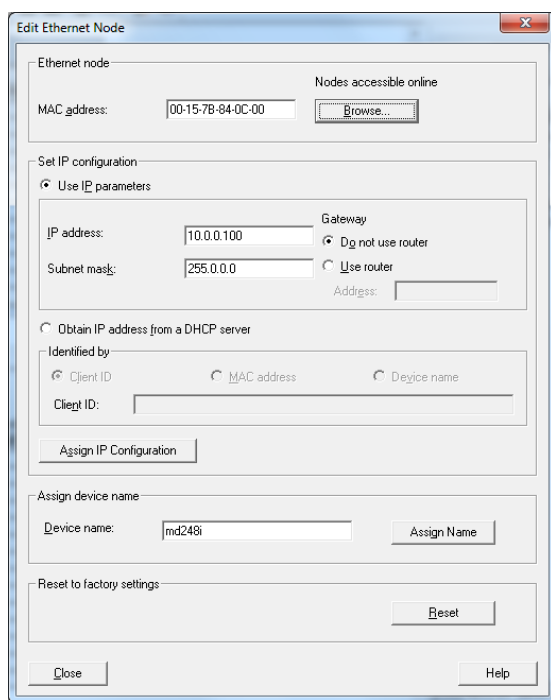 Edit Ethernet Node
Ethernet node
Nodes accessible online
MAC address: 00-15-7B-84-0C-00 Browse...
Set IP configuration
Use IP parameters
Gateway
IP address: 10.0.0.100 Do not use router
Subnet mask: 255.0.0.0 Use router
Address:
Obtain IP address from a DHCP server
Identified by
Client ID MAC address Device name
Client ID:
Assign IP Configuration
Assign device name
Device name: md248i Assign Name
Reset to factory settings
Reset
Close Help